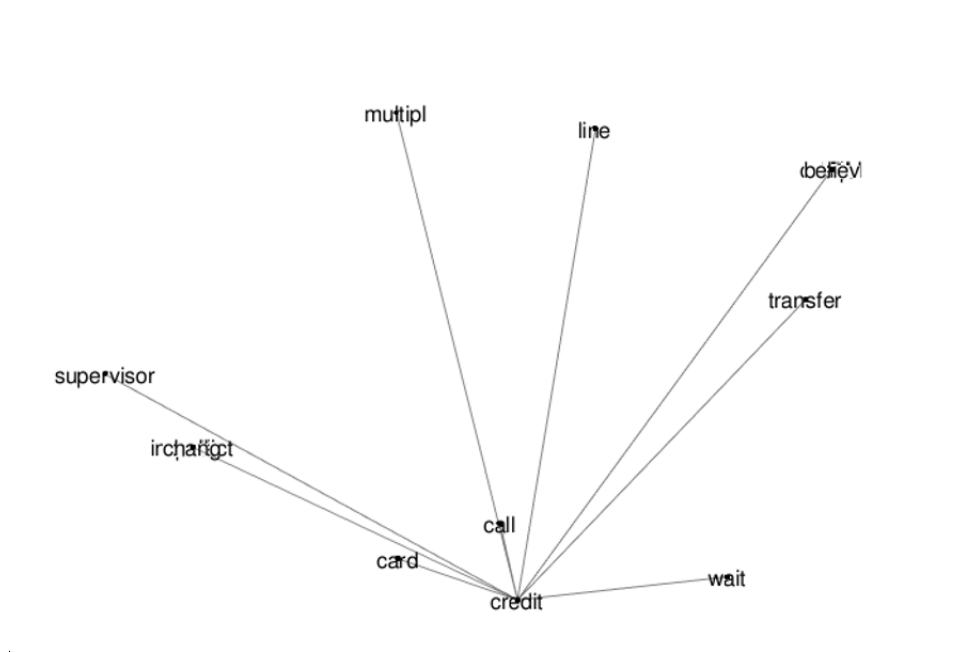 multipl
line
transfer
supervisor
call
card
wait
credit